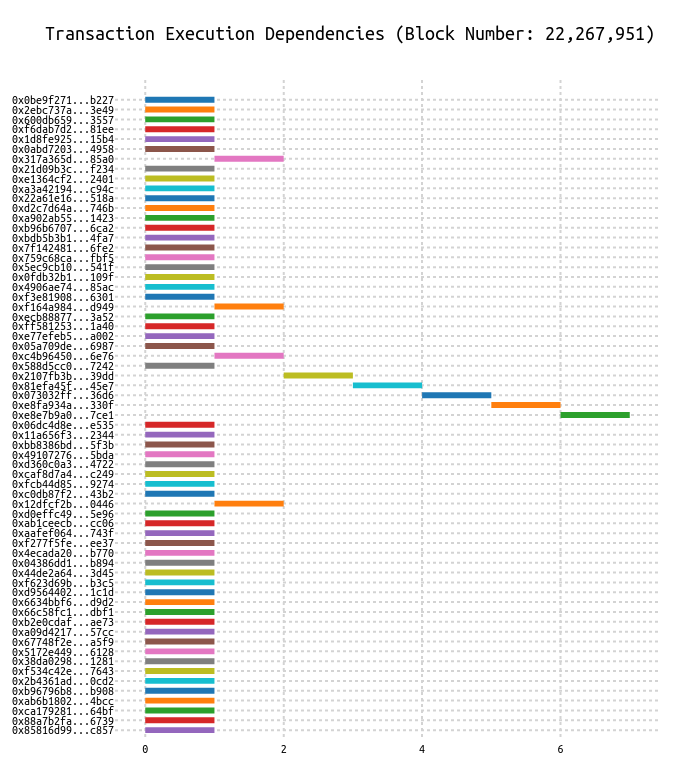 Transaction Execution Dependencies (Block Number: 22,267,951)
0x0be9f271...b227
0x2ebc737a...3e49
0x600db659...3557
0xf6dab7d2...81ee
0x1d8fe925...15b4
0x0abd7203...4958
0x317a365d...85a0
0x21d09b3c...f234
0xe1364cf2...2401
0xa3a42194...c94c
0x22a61e16...518a
0xd2c7d64a...746b
0xa902ab55...1423
0xb96b6707...6ca2
0xbdb5b3b1...4fa7
0x7f142481...6fe2
0x759c68ca...fbf5
0x5ec9cb10...541f
0x0fdb32b1...109f
0x4906ae74...85ac
0xf3e81908...6301
0xf164a984...d949
0xecb88877...3a52
0xff581253...1a40
0xe77efeb5...a002
0x05a709de...6987
0xc4b96450...6e76
0x588d5cc0...7242
0x2107fb3b...39dd
0x81efa45f...45e7
0x073032ff...36d6
0xe8fa934a...330f
0xe8e7b9a0...7ce1
0x06dc4d8e...e535
0x11a656f3...2344
0xbb8386bd...5f3b
0x49107276...5bda
0xd360c0a3...4722
0xcaf8d7a4...c249
0xfcb44d85...9274
0xc0db87f2...43b2
0x12dfcf2b...0446
0xd0effc49...5e96
0xab1ceecb...cc06
0xaafef064...743f
0xf277f5fe...ee37
0x4ecada20...b770
0x04386dd1...b894
0x44de2a64...3d45
0xf623d69b...b3c5
0xd9564402...1c1d
0x6634bbf6...d9d2
0x66c58fc1...dbf1
0xb2e0cdaf...ae73
0xa09d4217...57cc
0x67748f2e...a5f9
0x5172e449...6128
0x38da0298...1281
0xf534c42e...7643
0x2b4361ad...0cd2
0xb96796b8...b908
0xab6b1802...4bcc
0xca179281...64bf
0x88a7b2fa...6739
0x85816d99...c857
0 2 4 6